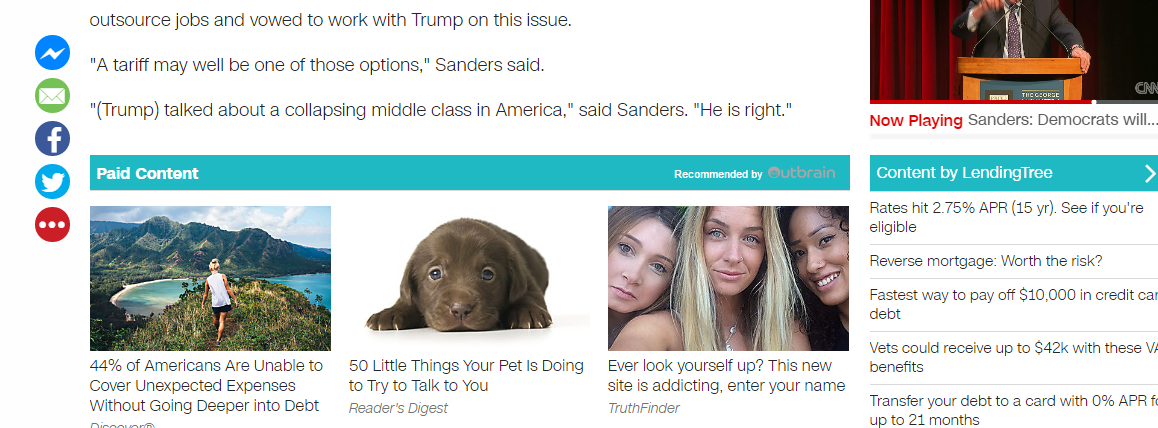 outsource jobs and vowed to work with Trump on this issue.
"A tariff may well be one of those options," Sanders said.
"(Trump) talked about a collapsing middle class in America," said Sanders. "He is right."
CNN
THE GEORGE
Now Playing Sanders: Democrats will...
Paid Content
Recommended by Outbrain
44% of Americans Are Unable to
Cover Unexpected Expenses
Without Going Deeper into Debt
Discover®
50 Little Things Your Pet Is Doing
to Try to Talk to You
Reader's Digest
Ever look yourself up? This new
site is addicting, enter your name
TruthFinder
Content by LendingTree
Rates hit 2.75% APR (15 yr). See if you're
eligible
Reverse mortgage: Worth the risk?
Fastest way to pay off $10,000 in credit car
debt
Vets could receive up to $42k with these VA
benefits
Transfer your debt to a card with 0% APR fo
up to 21 months